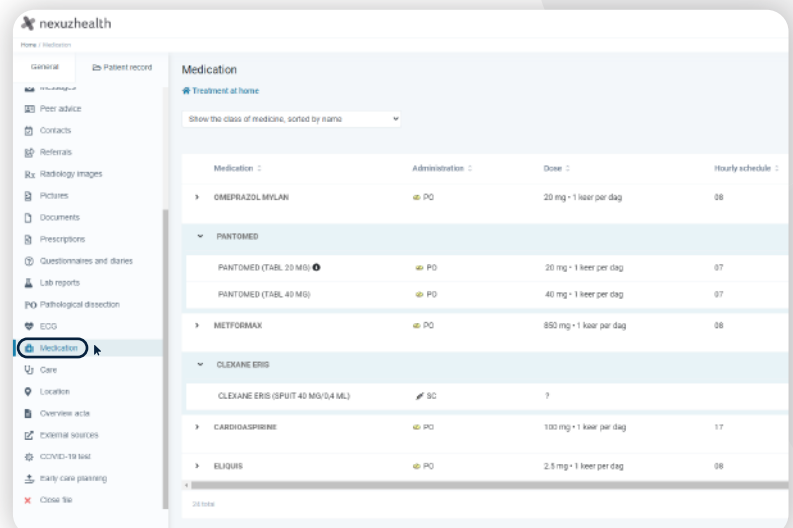 nexuzhealth
Home / Medication
General
Patient record
Messages
Peer advice
Contacts
Referrals
Rx Radiology images
Pictures
Documents
Prescriptions
Questionnaires and diaries
Lab reports
PO Pathological dissection
ECG
Medication
Care
Location
Overview acta
External sources
COVID-19 test
Early care planning
Close file
Medication
Treatment at home
Show the class of medicine, sorted by name
Medication Administration Dose Hourly schedule
OMEPRAZOL MYLAN PO 20 mg • 1 keer per dag 08
PANTOMED
PANTOMED (TABL 20 MG) PO 20 mg • 1 keer per dag 07
PANTOMED (TABL 40 MG) PO 40 mg • 1 keer per dag 07
METFORMAX PO 850 mg • 1 keer per dag 08
CLEXANE ERIS
CLEXANE ERIS (SPUIT 40 MG/0,4 ML) SC ?
CARDIOASPIRINE PO 100 mg • 1 keer per dag 17
ELIQUIS PO 2.5 mg • 1 keer per dag 08